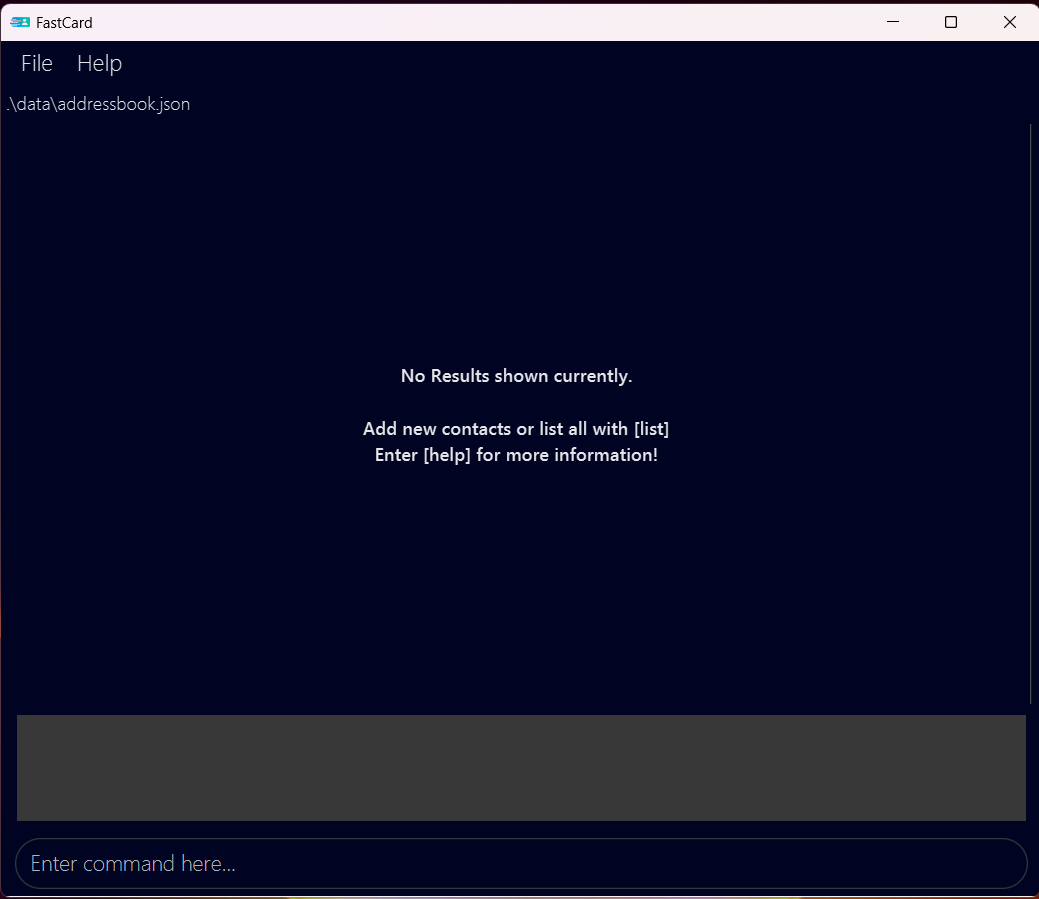 FastCard
File Help
.\data\addressbook.json
No Results shown currently.
Add new contacts or list all with [list]
Enter [help] for more information!
Enter command here...